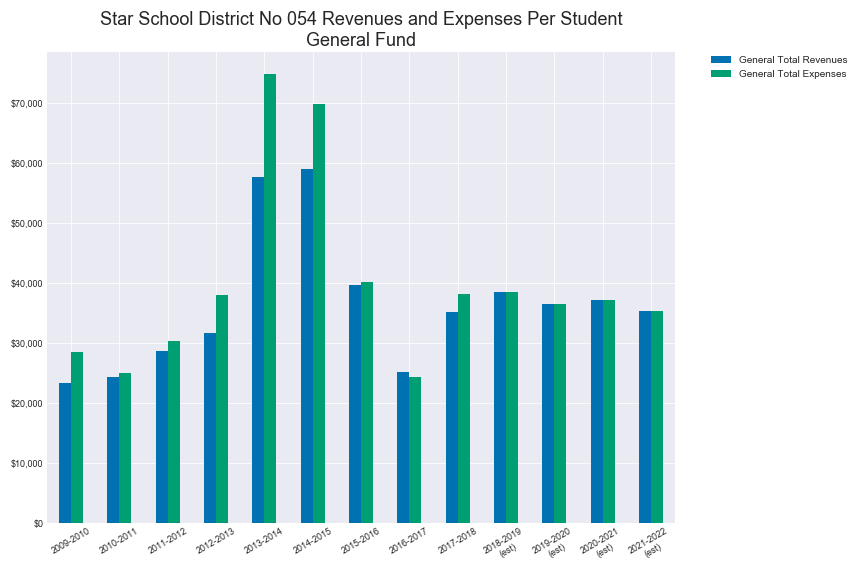 Star School District No 054 Revenues and Expenses Per Student
General Fund
General Total Revenues
General Total Expenses
$70,000
$60,000
$50,000
$40,000
$30,000
$20,000
$10,000
$0
2009-2010
2010-2011
2011-2012
2012-2013
2013-2014
2014-2015
2015-2016
2016-2017
2017-2018
2018-2019
(est)
2019-2020
(est)
2020-2021
(est)
2021-2022
(est)